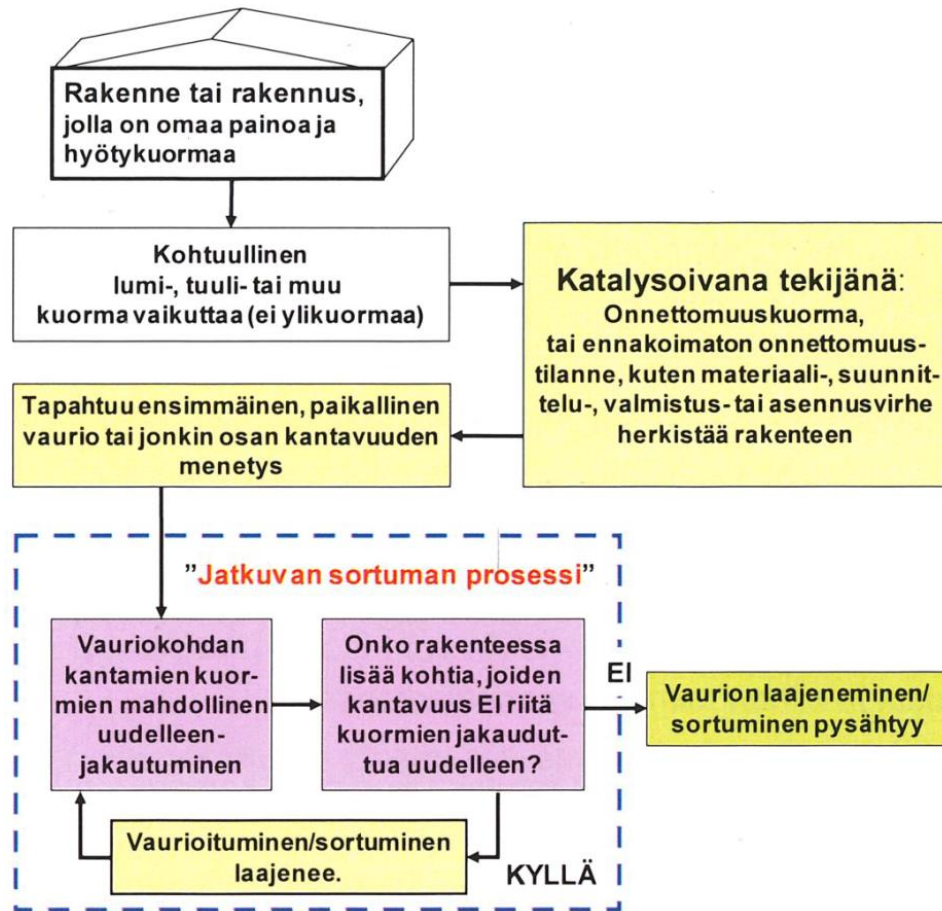 Rakenne tai rakennus,
jolla on omaa painoa ja
hyötykuormaa
Kohtuullinen
lumi-, tuuli- tai muu
kuorma vaikuttaa (ei ylikuormaa)
Katalysoivana tekijänä:
Onnettomuuskuorma,
tai ennakoimaton onnettomuus-
tilanne, kuten materiaali-, suunnit-
telu-, valmistus- tai asennusvirhe
herkistää rakenteen
Tapahtuu ensimmäinen, paikallinen
vaurio tai jonkin osan kantavuuden
menetys
"Jatkuvan sortuman prosessi"
Vauriokohdan
kantamien kuor-
mien mahdollinen
uudelleen-
jakautuminen
Onko rakenteessa
lisää kohtia, joiden
kantavuus EI riitä
kuormien jakaudut-
tua uudelleen?
EI
Vaurion laajeneminen/
sortuminen pysähtyy
Vaurioituminen/sortuminen
laajenee.
KYLLÄ